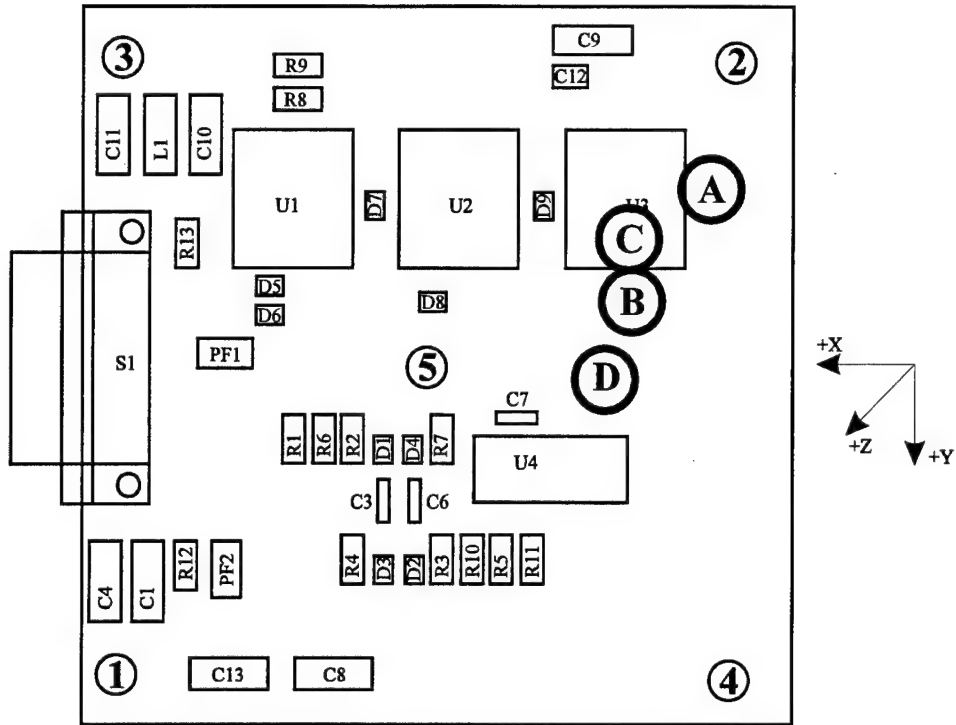 C9
3
2
R9
C12
R8
C11
L1
C10
A
U1
D7
U2
D9
U3
C
R13
D5
D8
B
D6
S1
PF1
5
D
+X
C7
+Z
+Y
R1
R6
R2
D1
D4
R7
U4
C3
C6
C4
C1
R12
PF2
R4
D3
D2
R3
R10
R5
R11
1
C13
C8
4